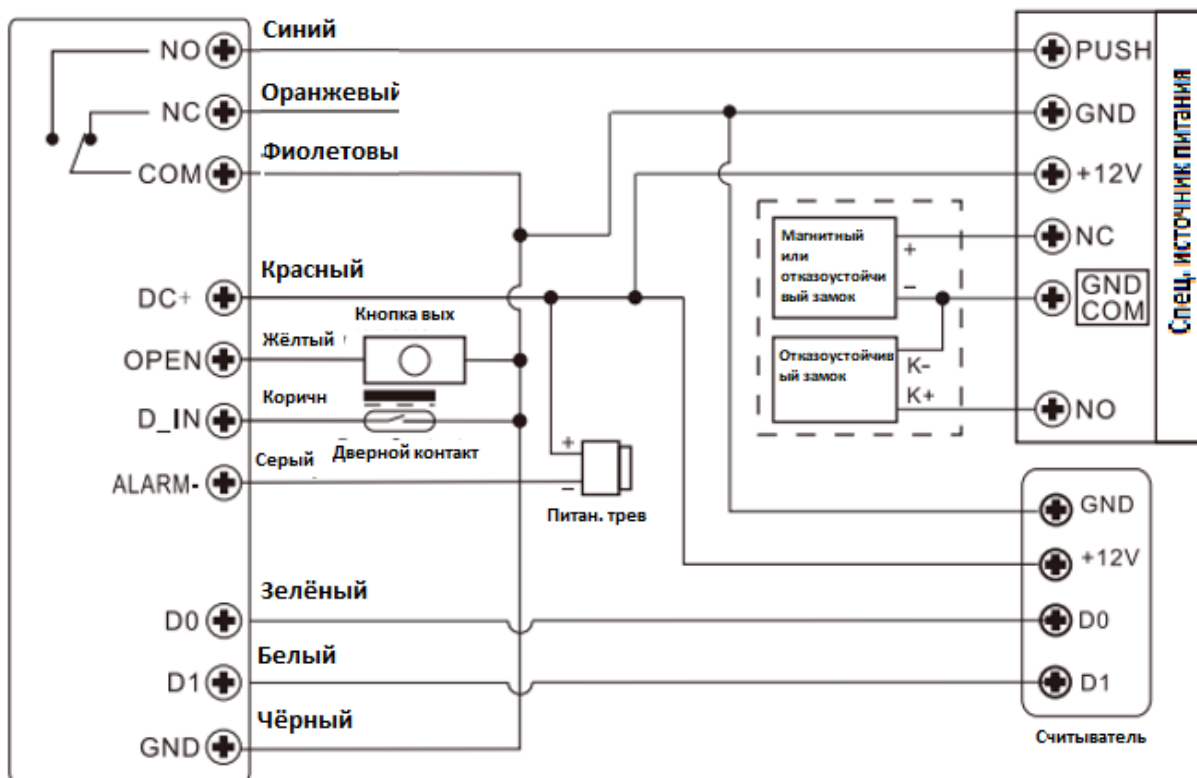 NO
Синий
PUSH
NC
Оранжевый
GND
COM
Фиолетовы
+12V
NC
Магнитный
или
отказоустойчи
вый замок
+
–
GND
COM
DC+
Красный
OPEN
Жёлтый
Кнопка вых
Отказоустойчив
ый замок
K-
K+
NO
D_IN
Коричн
Дверной контакт
ALARM-
Серый
+
–
Питан. трев
Спец. источник питания
GND
+12V
D0
Зелёный
D0
D1
Белый
D1
GND
Чёрный
Считыватель